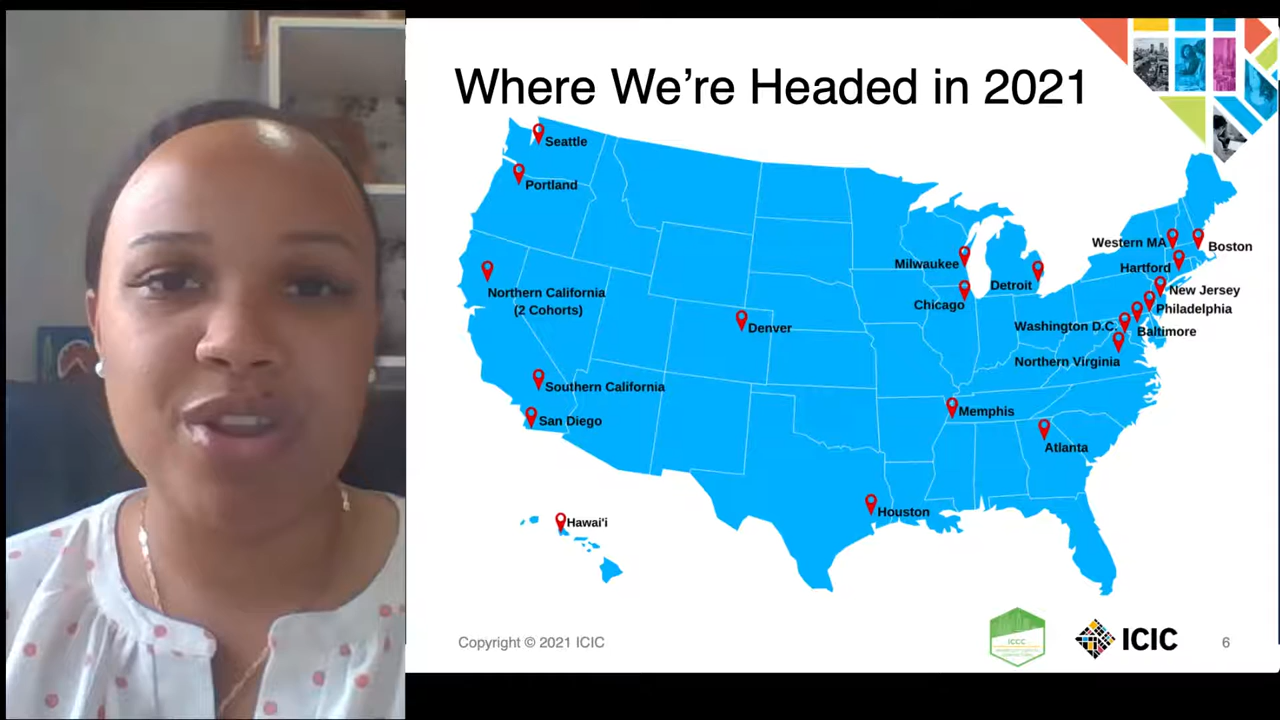 Where We're Headed in 2021
Seattle
Portland
Western MA
Boston
Milwaukee
Hartford
Detroit
Northern California
(2 Cohorts)
New Jersey
Chicago
Philadelphia
Denver
Washington D.C.
Baltimore
Northern Virginia
Southern California
San Diego
Memphis
Atlanta
Houston
Hawai'i
Copyright © 2021 ICIC
ICCC
ICIC
6